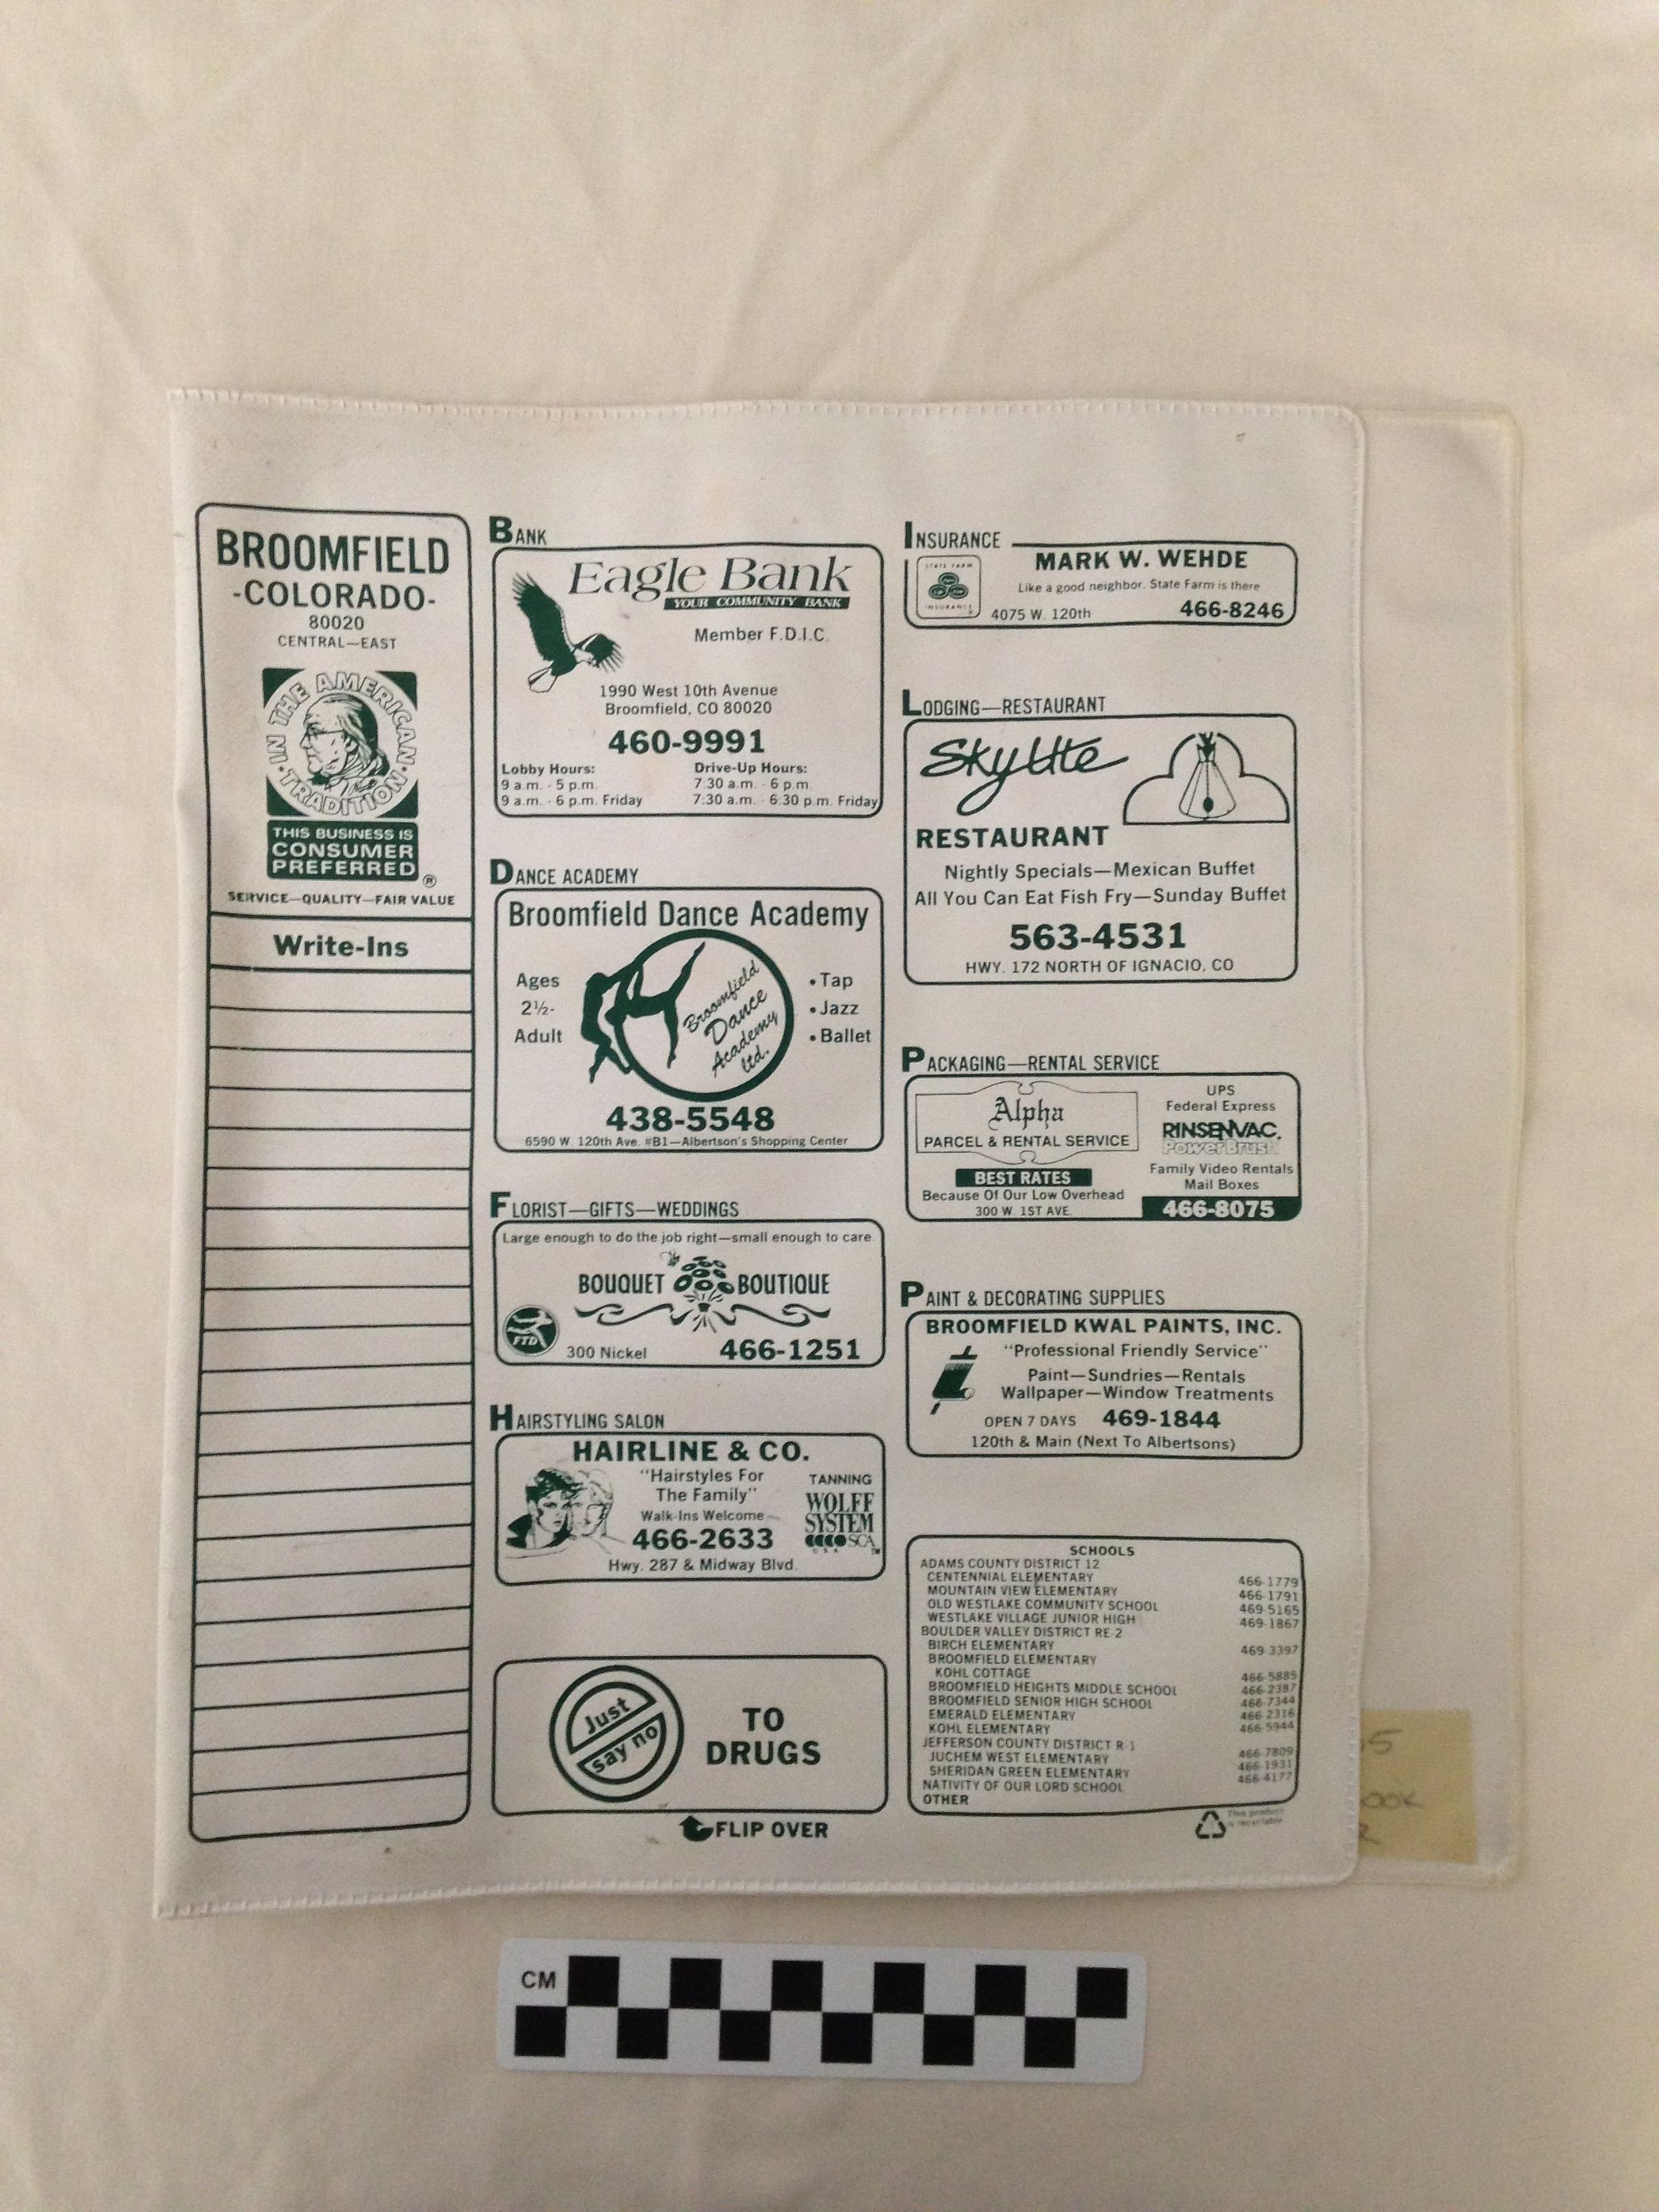 BROOMFIELD
-COLORADO-
80020
CENTRAL—EAST
IN THE AMERICAN TRADITION
THIS BUSINESS IS
CONSUMER
PREFERRED
®
SERVICE—QUALITY—FAIR VALUE
Write-Ins
BANK
Eagle Bank
YOUR COMMUNITY BANK
Member F.D.I.C.
1990 West 10th Avenue
Broomfield, CO 80020
460-9991
Lobby Hours:
9 a.m. - 5 p.m.
9 a.m. - 6 p.m. Friday
Drive-Up Hours:
7:30 a.m. - 6 p.m.
7:30 a.m. - 6:30 p.m. Friday
DANCE ACADEMY
Broomfield Dance Academy
Ages
2½-
Adult
Broomfield
Dance
Academy
Ltd.
• Tap
• Jazz
• Ballet
438-5548
6590 W. 120th Ave. #B1—Albertson's Shopping Center
FLORIST—GIFTS—WEDDINGS
Large enough to do the job right—small enough to care
BOUQUET BOUTIQUE
FTD
300 Nickel 466-1251
HAIRSTYLING SALON
HAIRLINE & CO.
"Hairstyles For
The Family"
Walk-Ins Welcome
466-2633
Hwy. 287 & Midway Blvd.
TANNING
WOLFF
SYSTEM
SCA
USA
TM
Just
say no
TO
DRUGS
FLIP OVER
INSURANCE
STATE FARM
INSURANCE
MARK W. WEHDE
Like a good neighbor. State Farm is there
4075 W. 120th 466-8246
LODGING—RESTAURANT
SkyUte
RESTAURANT
Nightly Specials—Mexican Buffet
All You Can Eat Fish Fry—Sunday Buffet
563-4531
HWY. 172 NORTH OF IGNACIO, CO
PACKAGING—RENTAL SERVICE
Alpha
PARCEL & RENTAL SERVICE
BEST RATES
Because Of Our Low Overhead
300 W. 1ST AVE.
UPS
Federal Express
RINSENVAC.
PowerBrush
Family Video Rentals
Mail Boxes
466-8075
PAINT & DECORATING SUPPLIES
BROOMFIELD KWAL PAINTS, INC.
"Professional Friendly Service"
Paint—Sundries—Rentals
Wallpaper—Window Treatments
OPEN 7 DAYS 469-1844
120th & Main (Next To Albertsons)
SCHOOLS
ADAMS COUNTY DISTRICT 12
CENTENNIAL ELEMENTARY 466-1779
MOUNTAIN VIEW ELEMENTARY 466-1791
OLD WESTLAKE COMMUNITY SCHOOL 469-5165
WESTLAKE VILLAGE JUNIOR HIGH 469-1867
BOULDER VALLEY DISTRICT RE-2
BIRCH ELEMENTARY 469-3397
BROOMFIELD ELEMENTARY
KOHL COTTAGE 466-5885
BROOMFIELD HEIGHTS MIDDLE SCHOOL 466-2387
BROOMFIELD SENIOR HIGH SCHOOL 466-7344
EMERALD ELEMENTARY 466-2316
KOHL ELEMENTARY 466-5944
JEFFERSON COUNTY DISTRICT R-1
JUCHEM WEST ELEMENTARY 466-7809
SHERIDAN GREEN ELEMENTARY 466-1931
NATIVITY OF OUR LORD SCHOOL 466-4177
OTHER
This product
is recyclable
CM